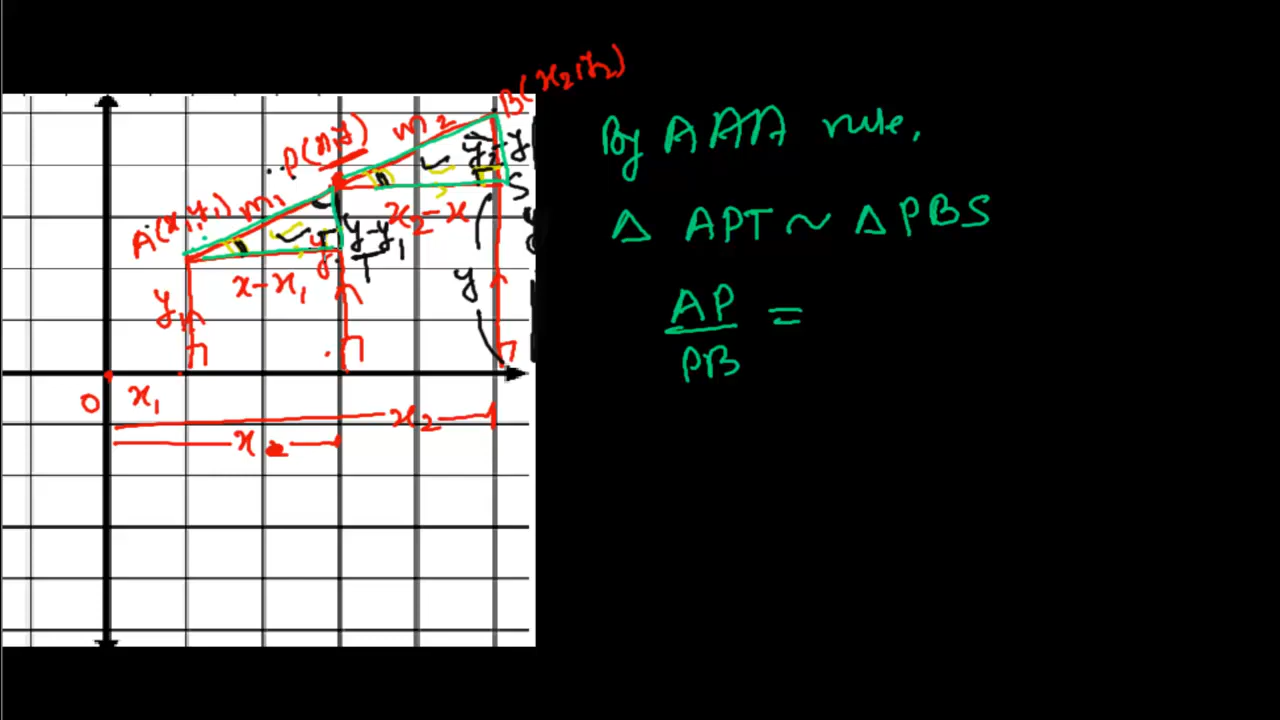 B(x₂,y₂)
P(x,y)
m₂
y₂-y
S
A(x₁,y₁)
m₁
x₂-x
y-y₁
T
x-x₁
y₁
y
O
x₁
x₂
x
By AAA rule,
Δ APT ~ Δ PBS
AP
PB
=